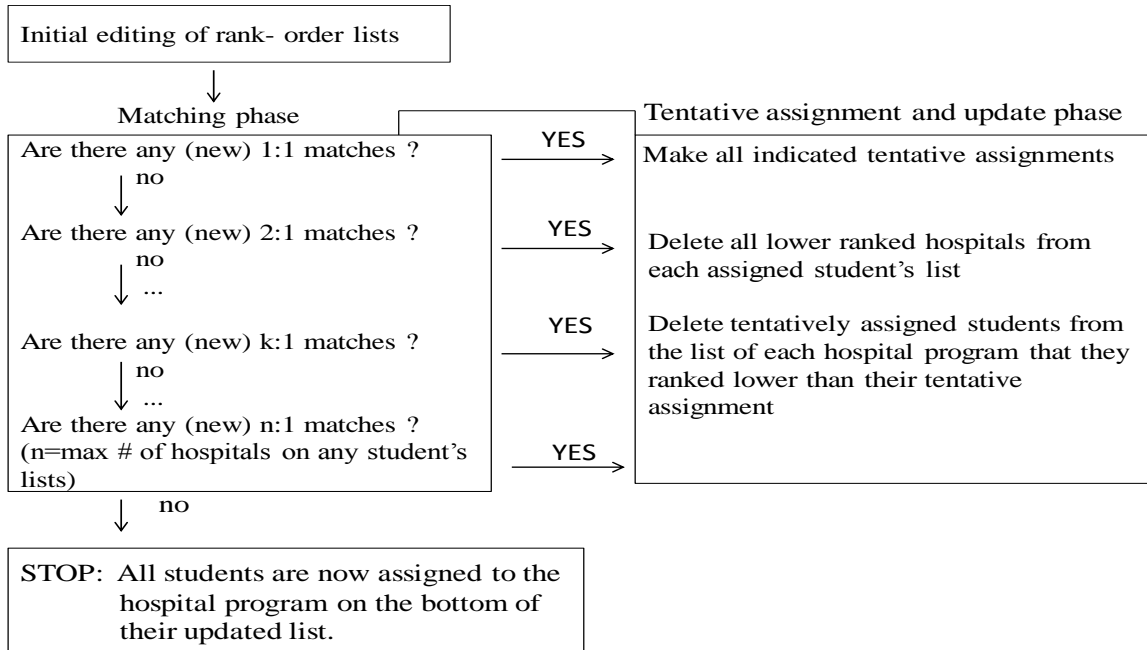 Initial editing of rank- order lists
Matching phase
Are there any (new) 1:1 matches ?
no
Are there any (new) 2:1 matches ?
no
...
Are there any (new) k:1 matches ?
no
...
Are there any (new) n:1 matches ?
(n=max # of hospitals on any student’s
lists)
no
YES
YES
YES
YES
Tentative assignment and update phase
Make all indicated tentative assignments
Delete all lower ranked hospitals from
each assigned student’s list
Delete tentatively assigned students from
the list of each hospital program that they
ranked lower than their tentative
assignment
STOP: All students are now assigned to the
hospital program on the bottom of
their updated list.